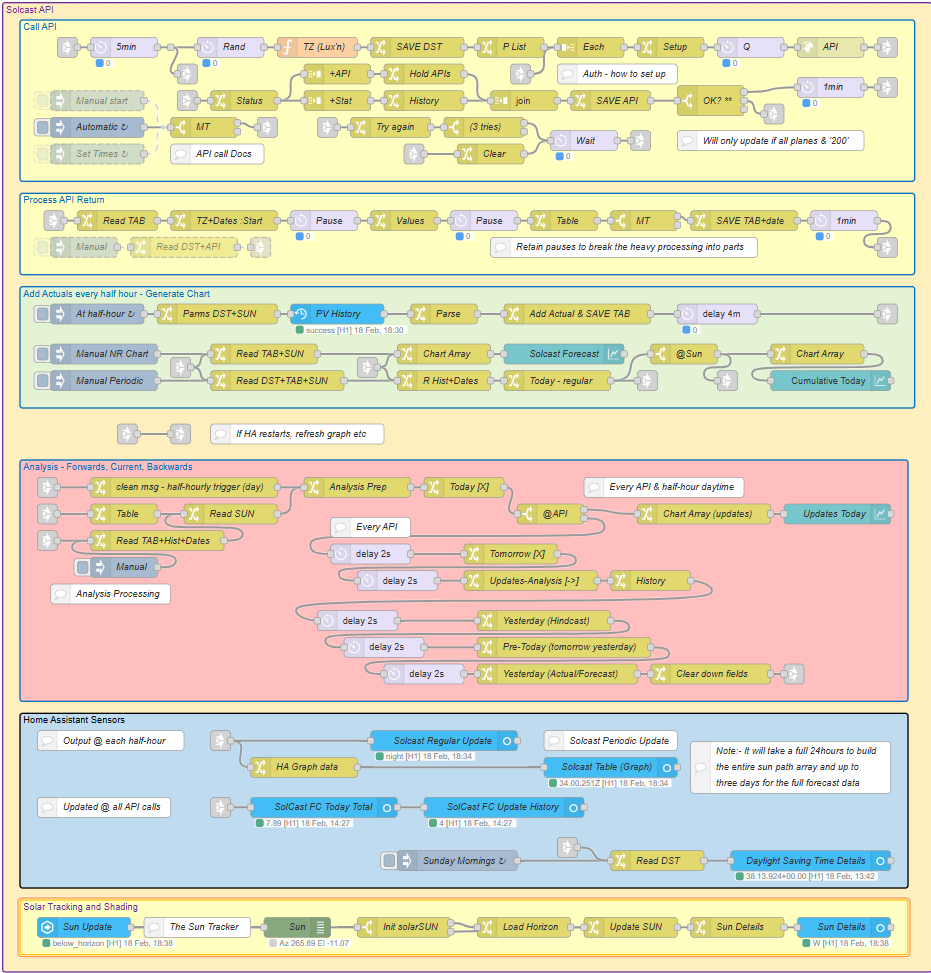 Solcast API
Call API
5min
Rand
TZ (Lux'n)
SAVE DST
P List
Each
Setup
Q
API
0
0
0
+API
Hold APIs
Auth - how to set up
Manual start
Status
+Stat
History
join
SAVE API
OK? **
1min
0
Automatic ↻
MT
Try again
(3 tries)
Wait
0
Will only update if all planes & '200'
Set Times ↻
API call Docs
Clear
Process API Return
Read TAB
TZ+Dates :Start
Pause
Values
Pause
Table
MT
SAVE TAB+date
1min
0
0
0
Manual
Read DST+API
Retain pauses to break the heavy processing into parts
Add Actuals every half hour - Generate Chart
At half-hour ↻
Parms DST+SUN
PV History
Parse
Add Actual & SAVE TAB
delay 4m
success [H1] 18 Feb, 18:30
0
Manual NR Chart
Read TAB+SUN
Chart Array
Solcast Forecast
@Sun
Chart Array
Manual Periodic
Read DST+TAB+SUN
R Hist+Dates
Today - regular
Cumulative Today
If HA restarts, refresh graph etc
Analysis - Forwards, Current, Backwards
clean msg - half-hourly trigger (day)
Analysis Prep
Today [X]
Every API & half-hour daytime
Table
Read SUN
@API
Chart Array (updates)
Updates Today
Every API
Read TAB+Hist+Dates
delay 2s
Tomorrow [X]
Manual
delay 2s
Updates-Analysis [->]
History
Analysis Processing
delay 2s
Yesterday (Hindcast)
delay 2s
Pre-Today (tomorrow yesterday)
delay 2s
Yesterday (Actual/Forecast)
Clear down fields
Home Assistant Sensors
Output @ each half-hour
Solcast Regular Update
Solcast Periodic Update
night [H1] 18 Feb, 18:34
HA Graph data
Solcast Table (Graph)
34.00.251Z [H1] 18 Feb, 18:34
Note:- It will take a full 24hours to build
the entire sun path array and up to
three days for the full forecast data
Updated @ all API calls
SolCast FC Today Total
SolCast FC Update History
7.89 [H1] 18 Feb, 14:27
4 [H1] 18 Feb, 14:27
Sunday Mornings ↻
Read DST
Daylight Saving Time Details
38.13.924+00.00 [H1] 18 Feb, 13:42
Solar Tracking and Shading
Sun Update
The Sun Tracker
Sun
Init solarSUN
Load Horizon
Update SUN
Sun Details
Sun Details
below_horizon [H1] 18 Feb, 18:38
Az 265.69 El -11.07
W [H1] 18 Feb, 18:38